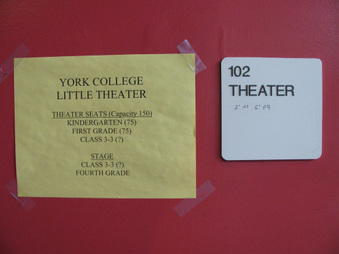 YORK COLLEGE
LITTLE THEATER
THEATER SEATS (Capacity 150)
KINDERGARTEN (75)
FIRST GRADE (75)
CLASS 3-3 (?)
STAGE
CLASS 3-3 (?)
FOURTH GRADE
102
THEATER